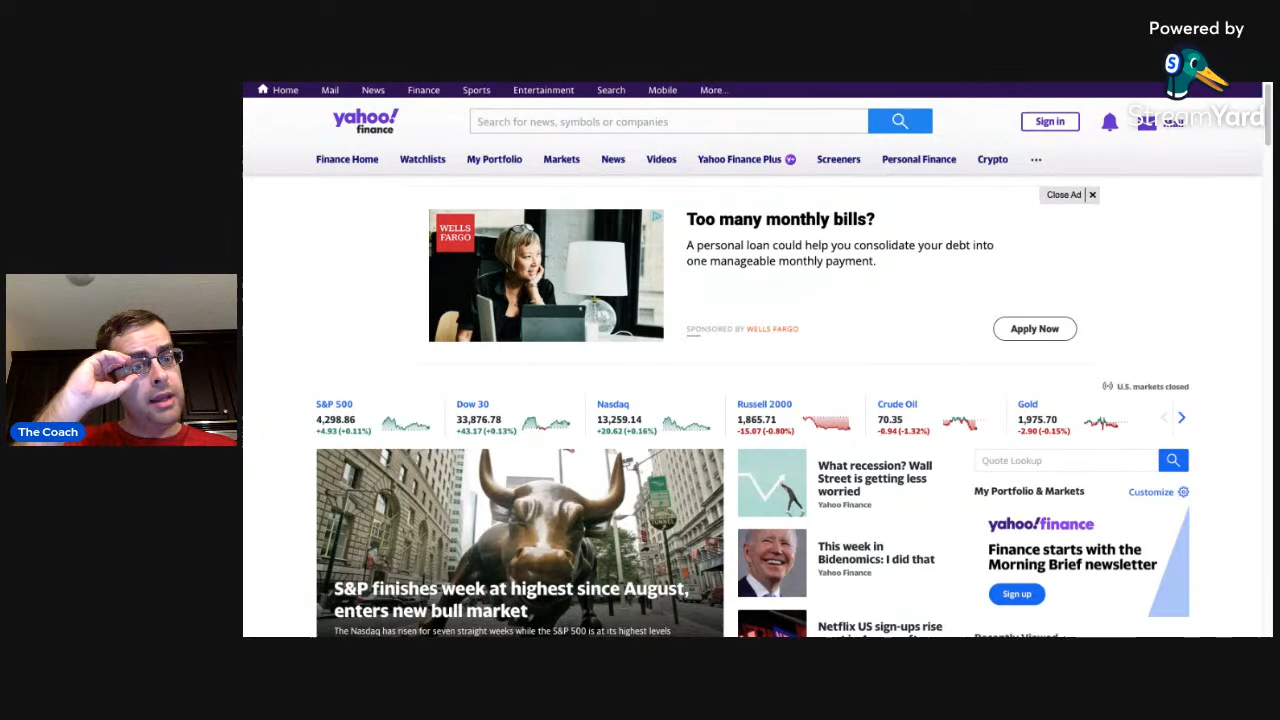 Powered by
S
StreamYard
Home Mail News Finance Sports Entertainment Search Mobile More...
yahoo!
finance
Search for news, symbols or companies
Sign in
Finance Home Watchlists My Portfolio Markets News Videos Yahoo Finance Plus Y+ Screeners Personal Finance Crypto ...
Close Ad X
WELLS
FARGO
Too many monthly bills?
A personal loan could help you consolidate your debt into
one manageable monthly payment.
SPONSORED BY WELLS FARGO
Apply Now
The Coach
U.S. markets closed
S&P 500
4,298.86
+4.93 (+0.11%)
Dow 30
33,876.78
+43.17 (+0.13%)
Nasdaq
13,259.14
+20.62 (+0.16%)
Russell 2000
1,865.71
-15.07 (-0.80%)
Crude Oil
70.35
-0.94 (-1.32%)
Gold
1,975.70
-2.90 (-0.15%)
S&P finishes week at highest since August,
enters new bull market
The Nasdaq has risen for seven straight weeks while the S&P 500 is at its highest levels
What recession? Wall
Street is getting less
worried
Yahoo Finance
This week in
Bidenomics: I did that
Yahoo Finance
Netflix US sign-ups rise
Quote Lookup
My Portfolio & Markets
Customize
yahoo!finance
Finance starts with the
Morning Brief newsletter
Sign up
Recently Viewed